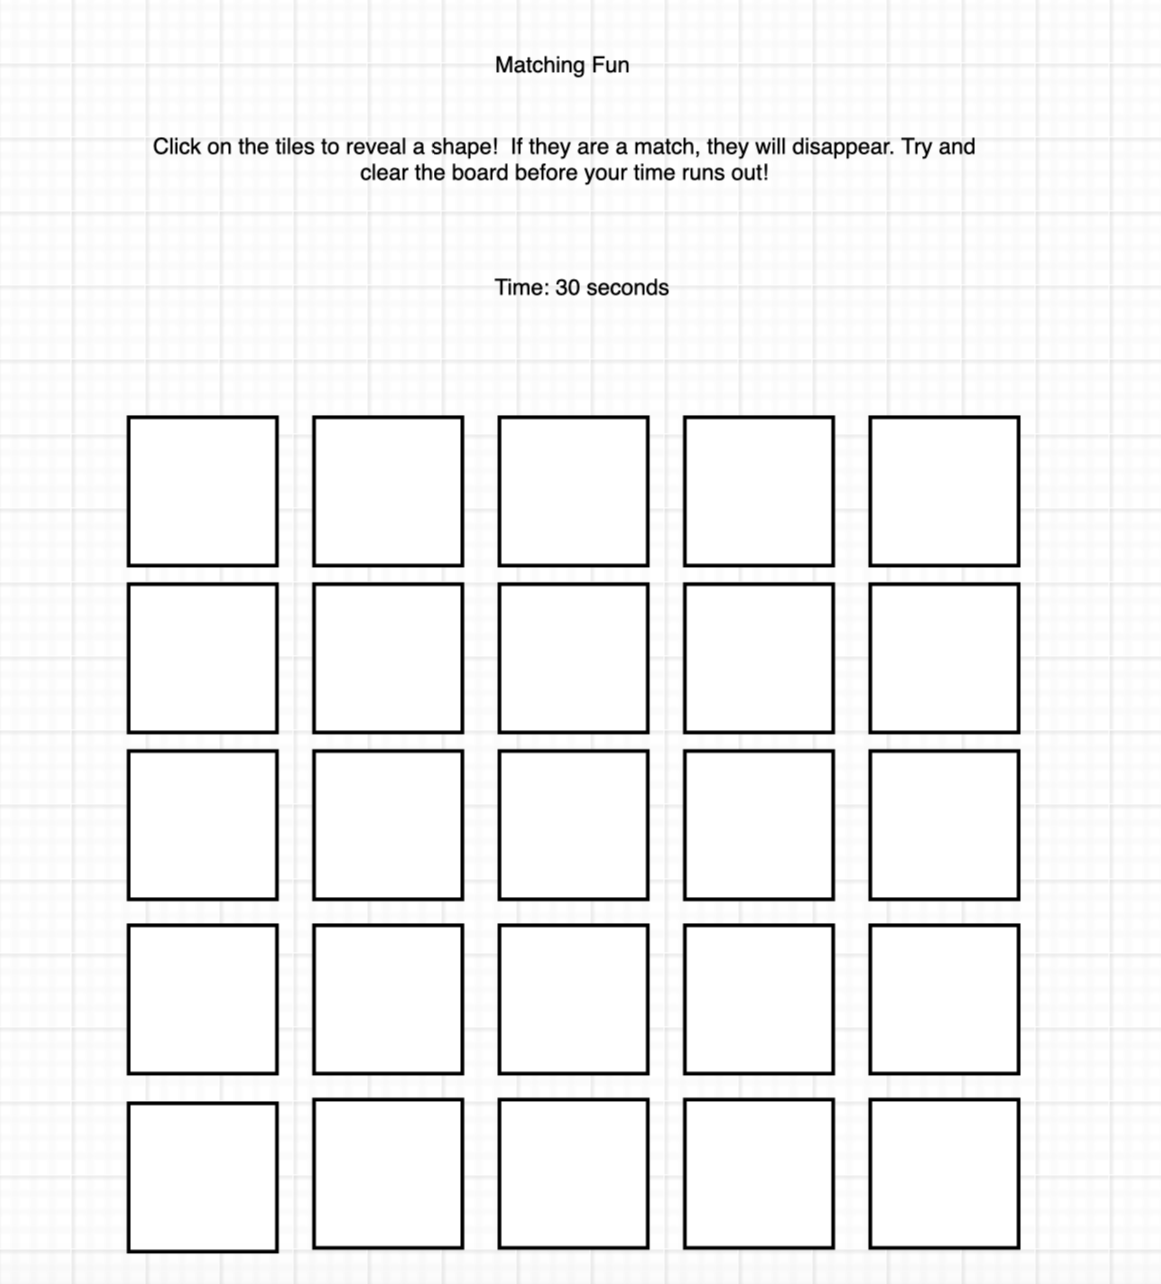 Matching Fun
Click on the tiles to reveal a shape!  If they are a match, they will disappear. Try and
clear the board before your time runs out!
Time: 30 seconds